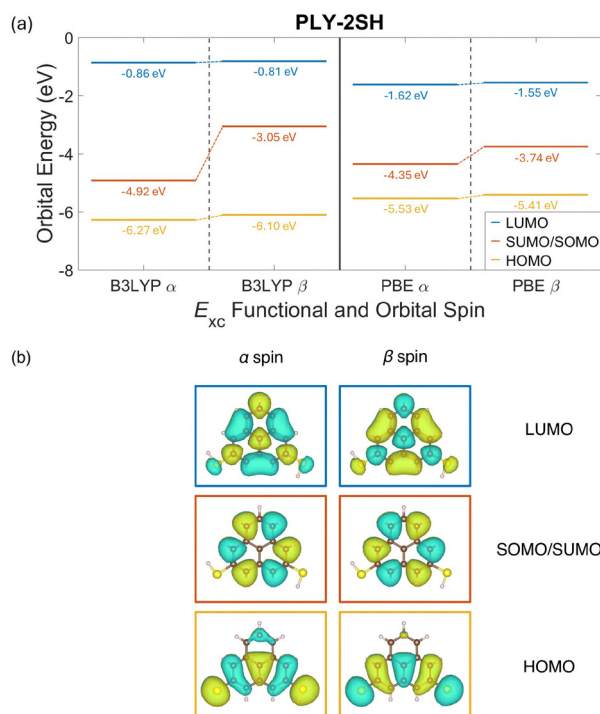 (a)
PLY-2SH
Orbital Energy (eV)
0
-2
-4
-6
-8
-0.86 eV
-0.81 eV
-1.62 eV
-1.55 eV
-3.05 eV
-3.74 eV
-4.92 eV
-4.35 eV
-6.27 eV
-6.10 eV
-5.53 eV
-5.41 eV
LUMO
SUMO/SOMO
HOMO
B3LYP α
B3LYP β
PBE α
PBE β
Exc Functional and Orbital Spin
(b)
α spin
β spin
LUMO
SOMO/SUMO
HOMO